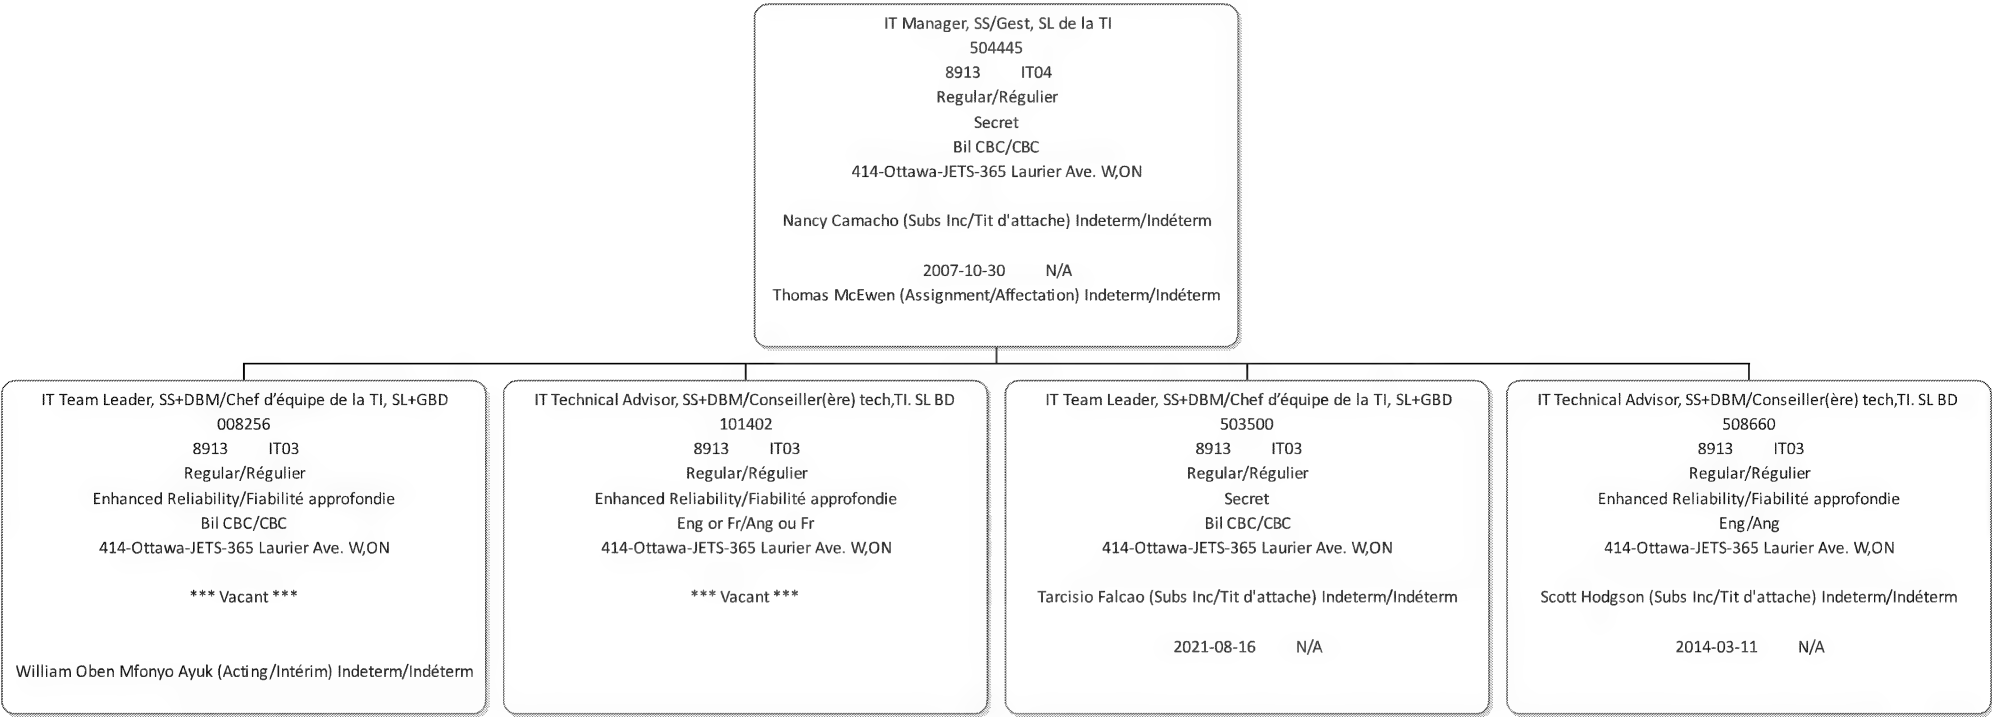 IT Manager, SS/Gest, SL de la TI
504445
8913 IT04
Regular/Régulier
Secret
Bil CBC/CBC
414-Ottawa-JETS-365 Laurier Ave. W,ON
Nancy Camacho (Subs Inc/Tit d'attache) Indeterm/Indéterm
2007-10-30 N/A
Thomas McEwen (Assignment/Affectation) Indeterm/Indéterm
IT Team Leader, SS+DBM/Chef d’équipe de la TI, SL+GBD
008256
8913 IT03
Regular/Régulier
Enhanced Reliability/Fiabilité approfondie
Bil CBC/CBC
414-Ottawa-JETS-365 Laurier Ave. W,ON
*** Vacant ***
William Oben Mfonyo Ayuk (Acting/Intérim) Indeterm/Indéterm
IT Technical Advisor, SS+DBM/Conseiller(ère) tech,TI. SL BD
101402
8913 IT03
Regular/Régulier
Enhanced Reliability/Fiabilité approfondie
Eng or Fr/Ang ou Fr
414-Ottawa-JETS-365 Laurier Ave. W,ON
*** Vacant ***
IT Team Leader, SS+DBM/Chef d’équipe de la TI, SL+GBD
503500
8913 IT03
Regular/Régulier
Secret
Bil CBC/CBC
414-Ottawa-JETS-365 Laurier Ave. W,ON
Tarcisio Falcao (Subs Inc/Tit d'attache) Indeterm/Indéterm
2021-08-16 N/A
IT Technical Advisor, SS+DBM/Conseiller(ère) tech,TI. SL BD
508660
8913 IT03
Regular/Régulier
Enhanced Reliability/Fiabilité approfondie
Eng/Ang
414-Ottawa-JETS-365 Laurier Ave. W,ON
Scott Hodgson (Subs Inc/Tit d'attache) Indeterm/Indéterm
2014-03-11 N/A